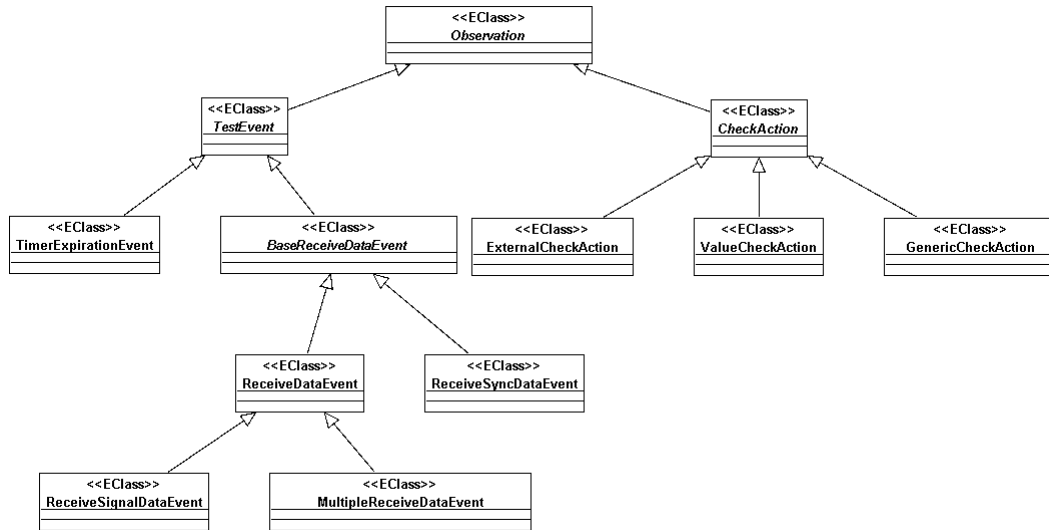 <<EClass>>
Observation
<<EClass>>
TestEvent
<<EClass>>
CheckAction
<<EClass>>
TimerExpirationEvent
<<EClass>>
BaseReceiveDataEvent
<<EClass>>
ExternalCheckAction
<<EClass>>
ValueCheckAction
<<EClass>>
GenericCheckAction
<<EClass>>
ReceiveDataEvent
<<EClass>>
ReceiveSyncDataEvent
<<EClass>>
ReceiveSignalDataEvent
<<EClass>>
MultipleReceiveDataEvent